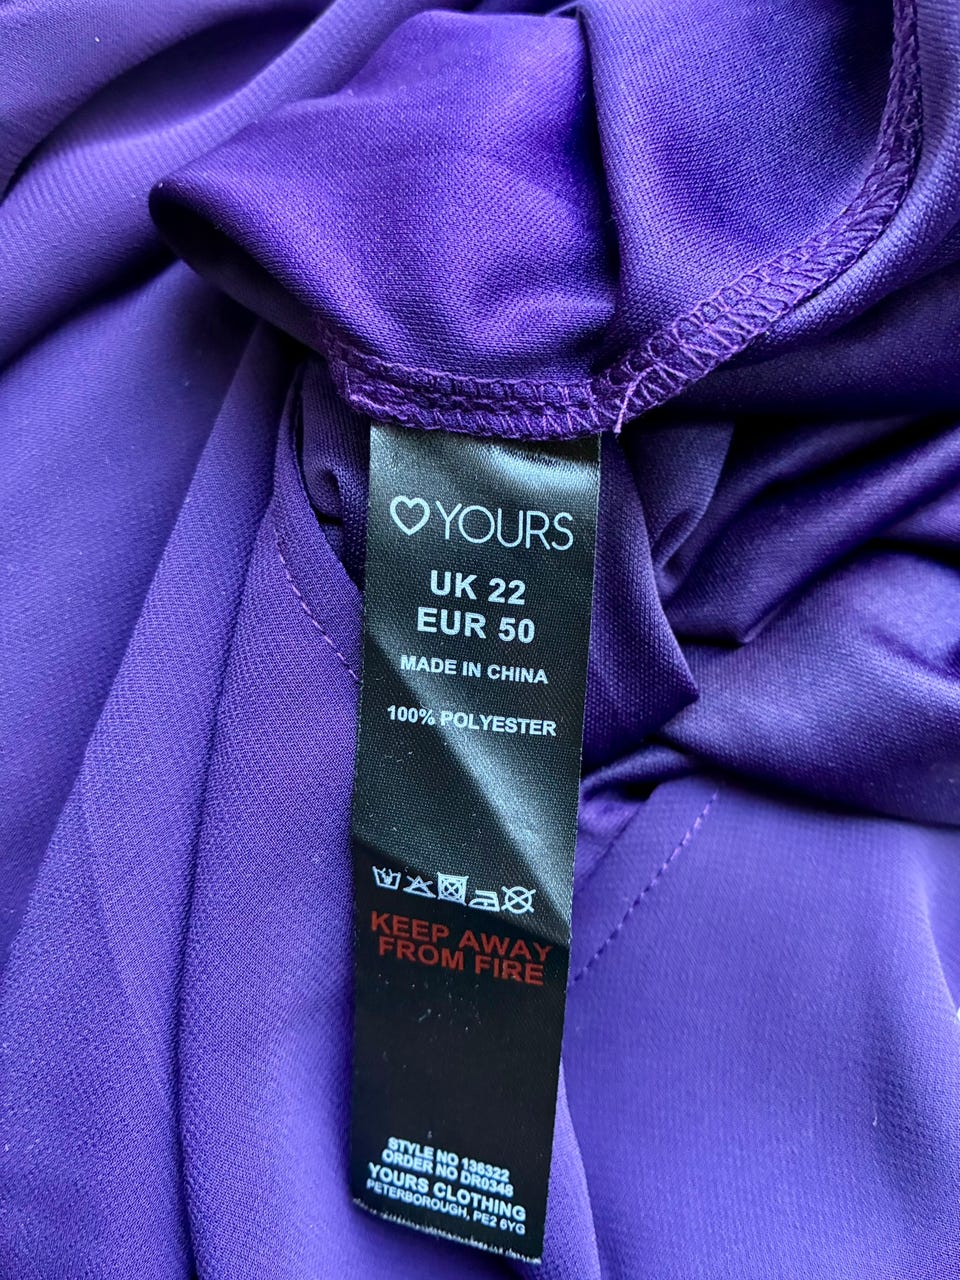 YOURS
UK 22
EUR 50
MADE IN CHINA
100% POLYESTER
KEEP AWAY
FROM FIRE
STYLE NO 136322
ORDER NO DR0348
YOURS CLOTHING
PETERBOROUGH, PE2 6YG